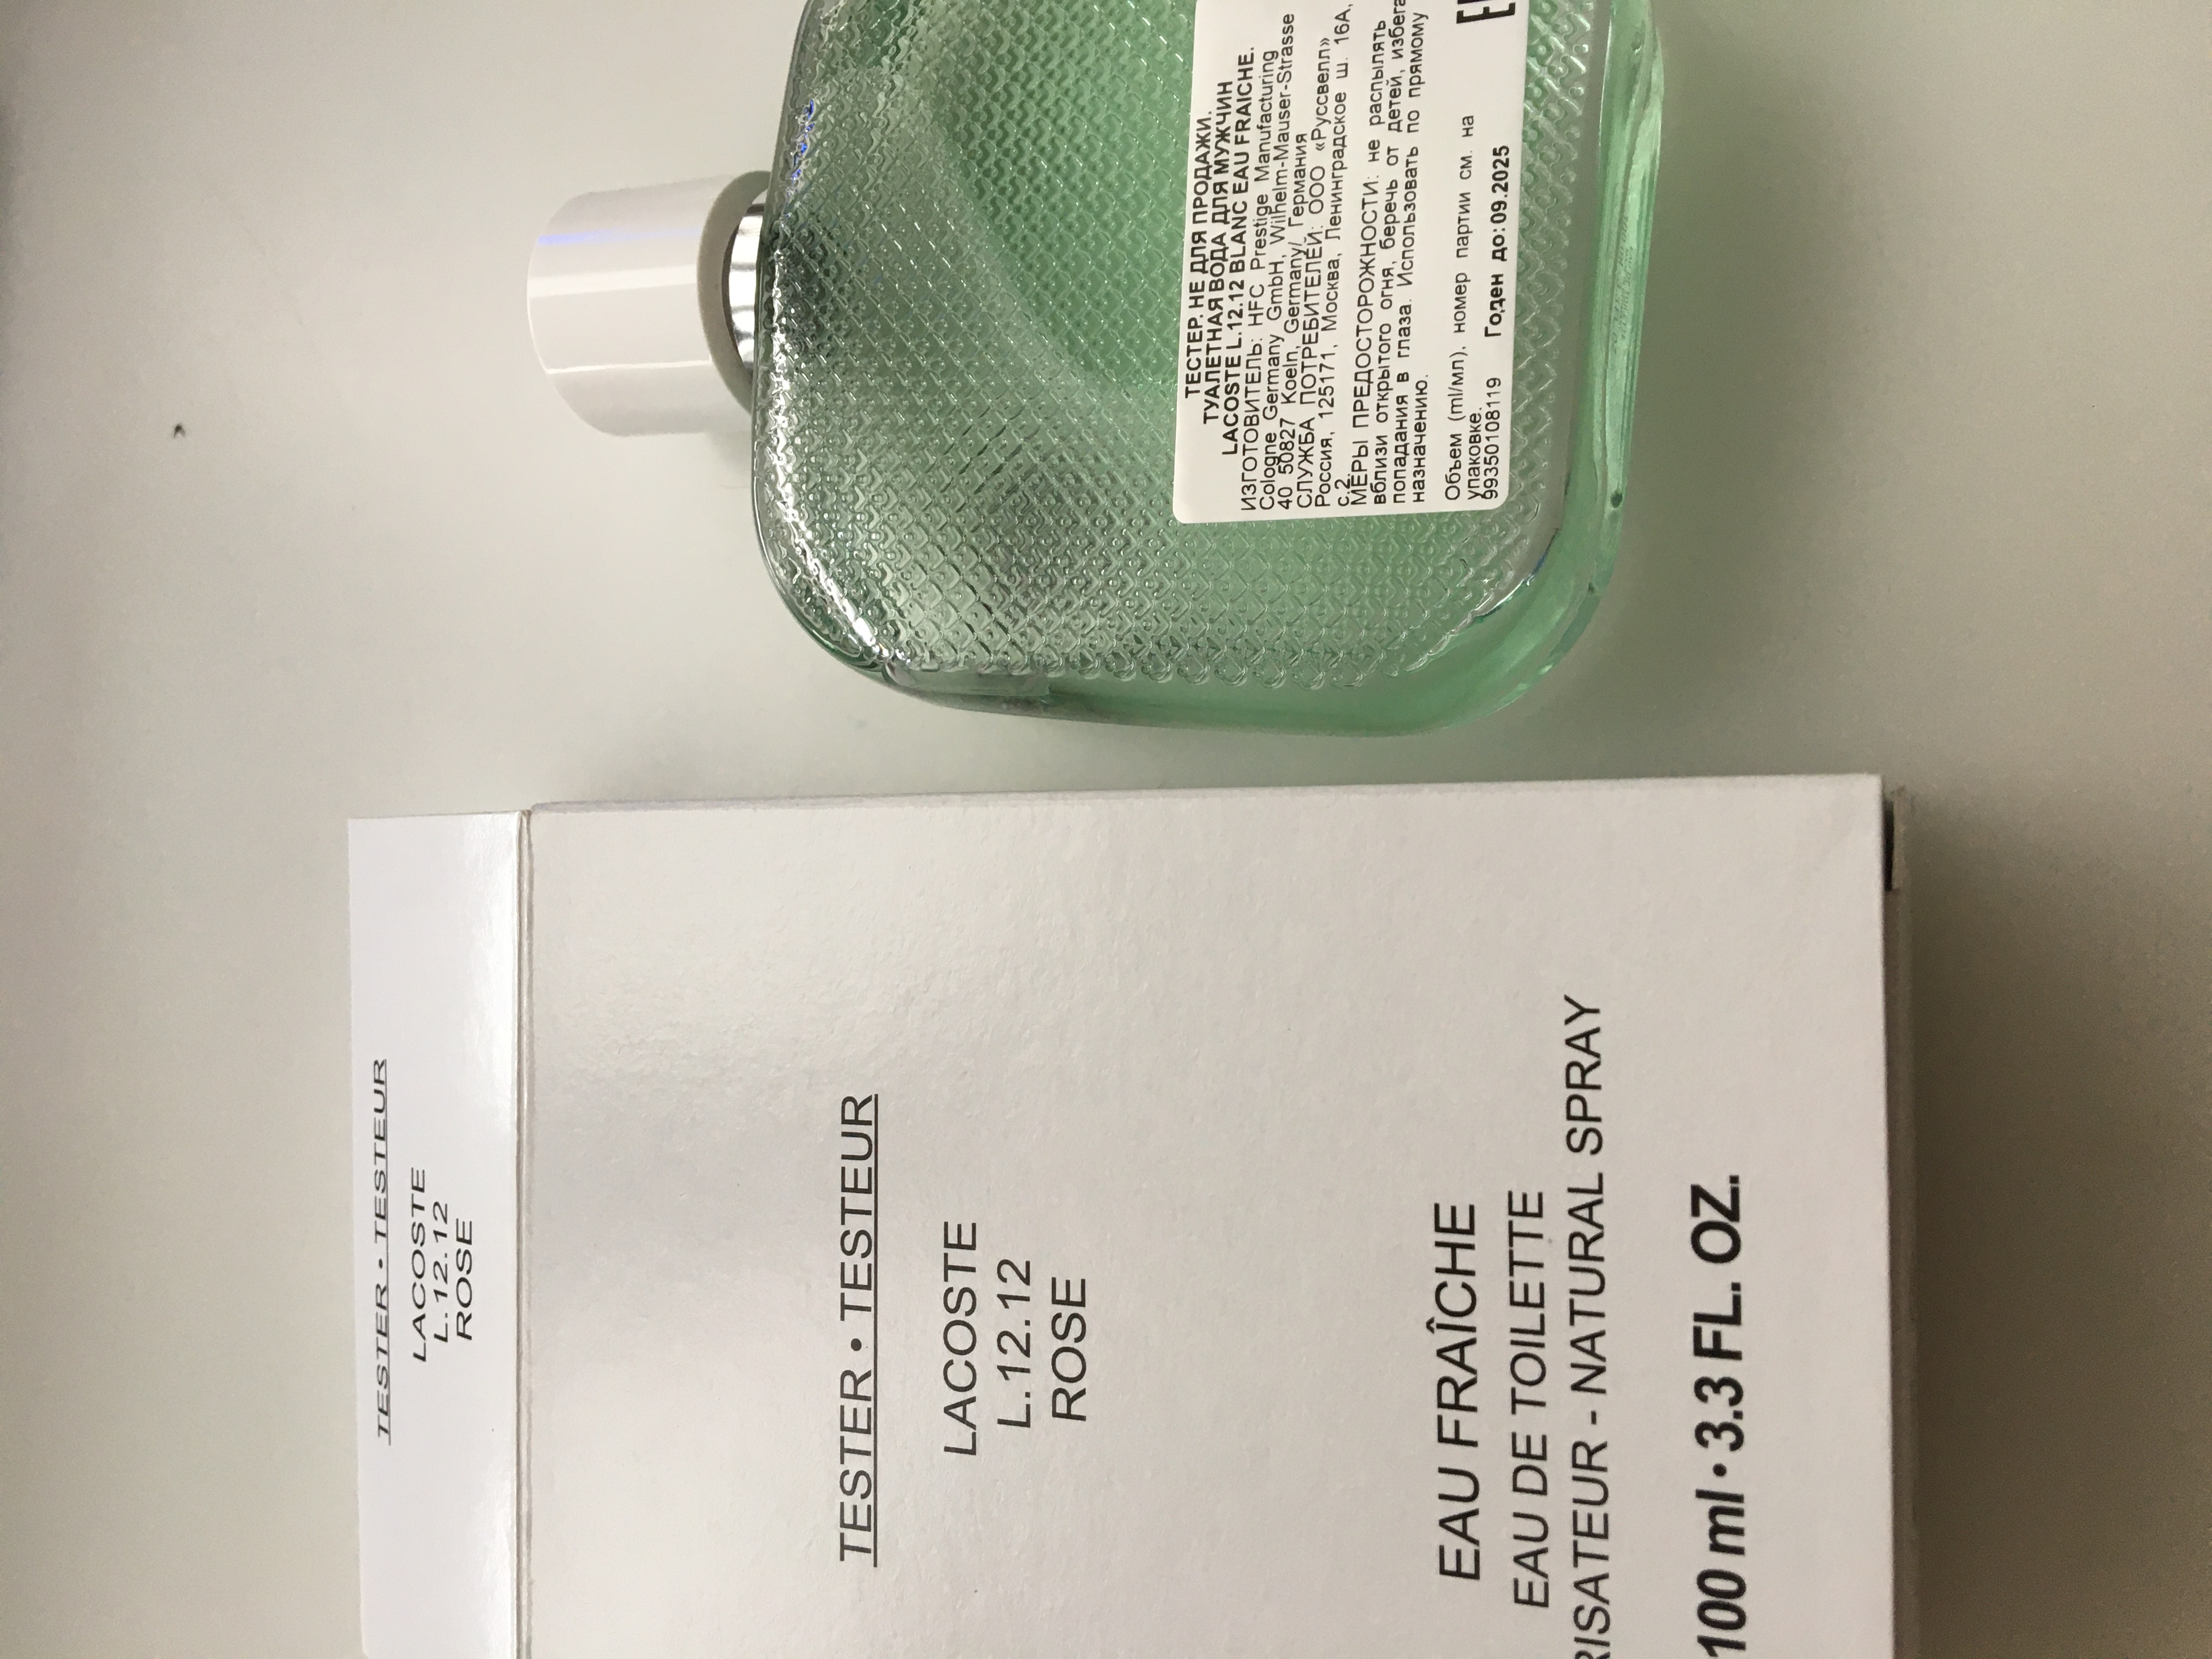 TESTER • TESTEUR
LACOSTE
L.12.12
ROSE
TESTER • TESTEUR
LACOSTE
L.12.12
ROSE
EAU FRAÎCHE
EAU DE TOILETTE
RISATEUR - NATURAL SPRAY
100 ml • 3.3 FL. OZ.
ТЕСТЕР. НЕ ДЛЯ ПРОДАЖИ.
ТУАЛЕТНАЯ ВОДА ДЛЯ МУЖЧИН
LACOSTE L.12.12 BLANC EAU FRAICHE.
ИЗГОТОВИТЕЛЬ: HFC Prestige Manufacturing
Cologne Germany GmbH, Wilhelm-Mauser-Strasse
40 50827 Koeln, Germany/ Германия
СЛУЖБА ПОТРЕБИТЕЛЕЙ: ООО «Руссвелл»
Россия, 125171, Москва, Ленинградское ш. 16А,
с.2.
МЕРЫ ПРЕДОСТОРОЖНОСТИ: не распылять
вблизи открытого огня, беречь от детей, избега
попадания в глаза. Использовать по прямому
назначению.
Объем (ml/мл), номер партии см. на
упаковке.
99350108119 Годен до: 09.2025